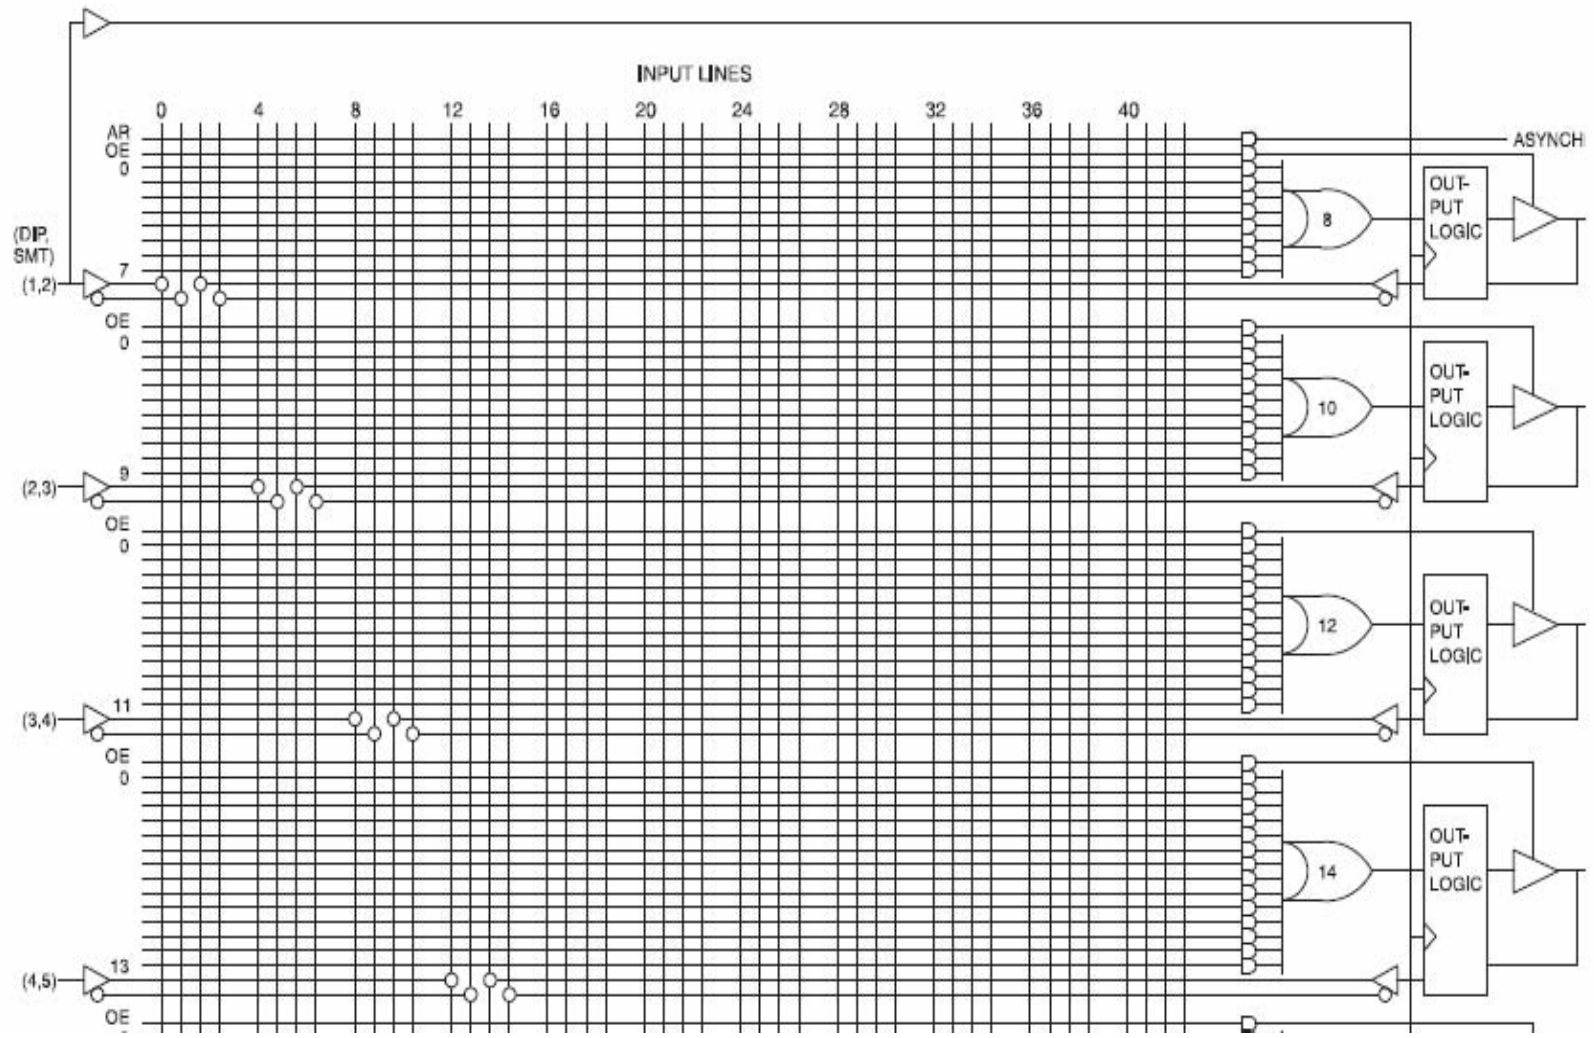 INPUT LINES
0 4 8 12 16 20 24 28 32 36 40
AR
OE
0
ASYNCH
OUT-
PUT
LOGIC
8
(DIP,
SMT)
7
(1,2)
OE
0
OUT-
PUT
LOGIC
10
9
(2,3)
OE
0
OUT-
PUT
LOGIC
12
11
(3,4)
OE
0
OUT-
PUT
LOGIC
14
13
(4,5)
OE